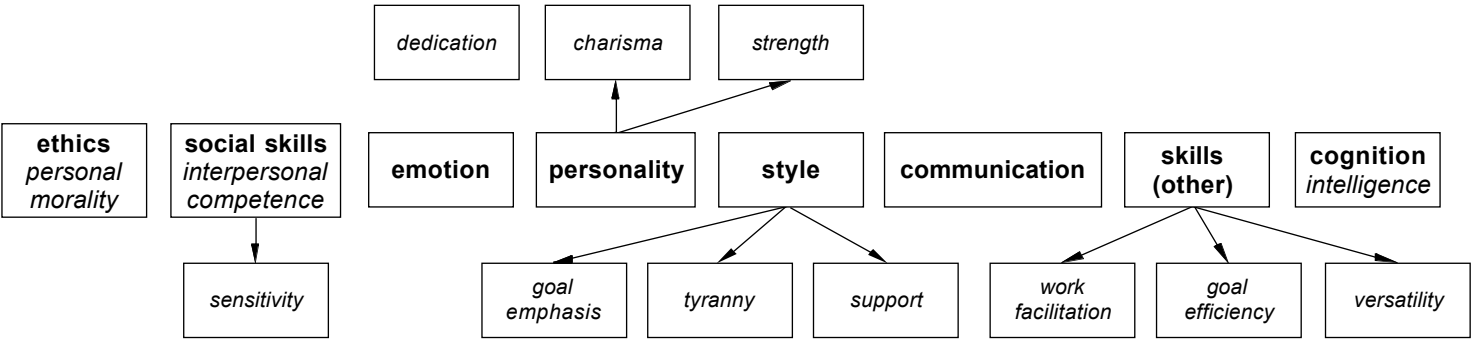 dedication
charisma
strength
ethics
personal
morality
social skills
interpersonal
competence
emotion
personality
style
communication
skills
(other)
cognition
intelligence
sensitivity
goal
emphasis
tyranny
support
work
facilitation
goal
efficiency
versatility